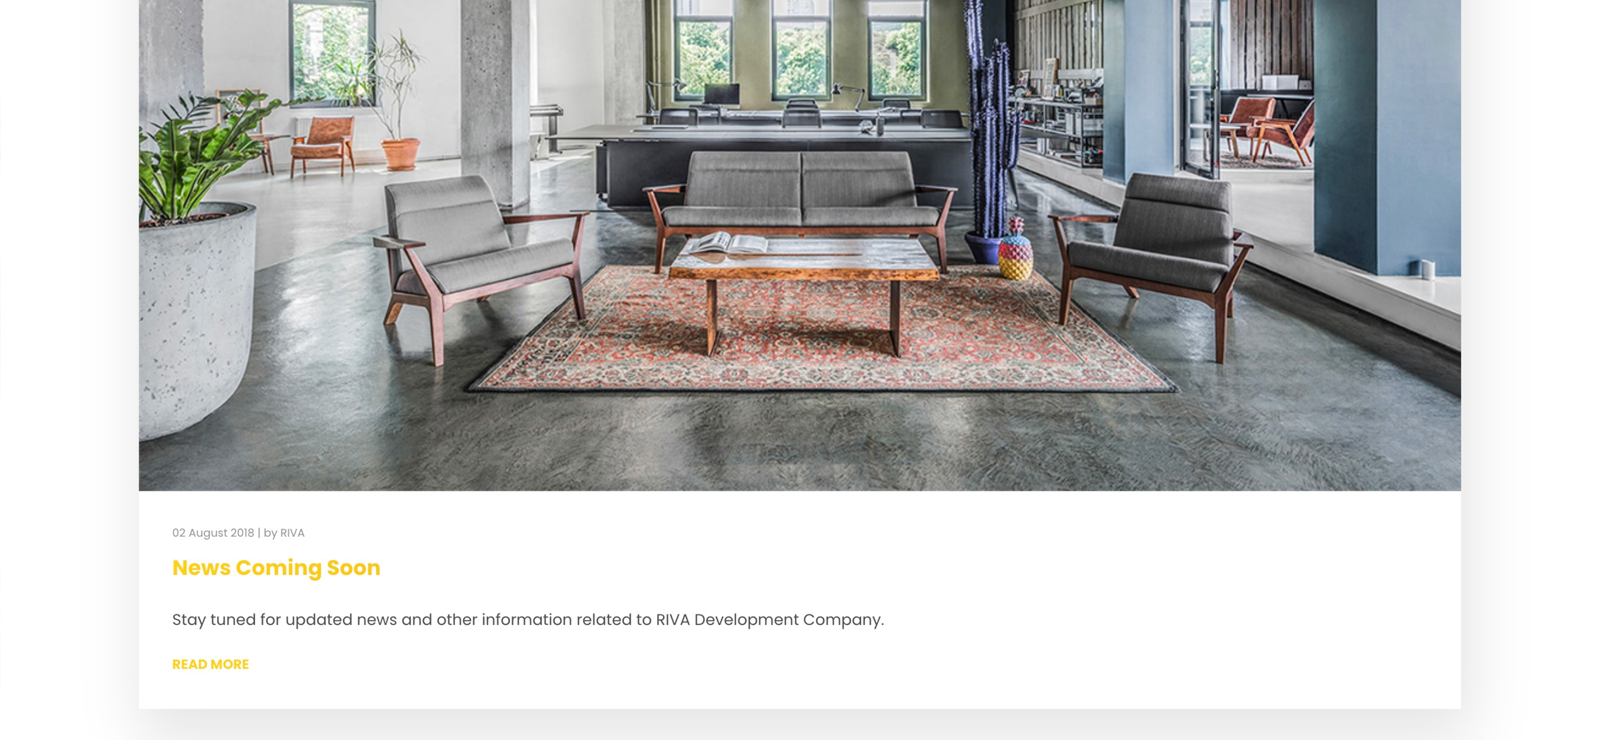 02 August 2018 | by RIVA
News Coming Soon
Stay tuned for updated news and other information related to RIVA Development Company.
READ MORE